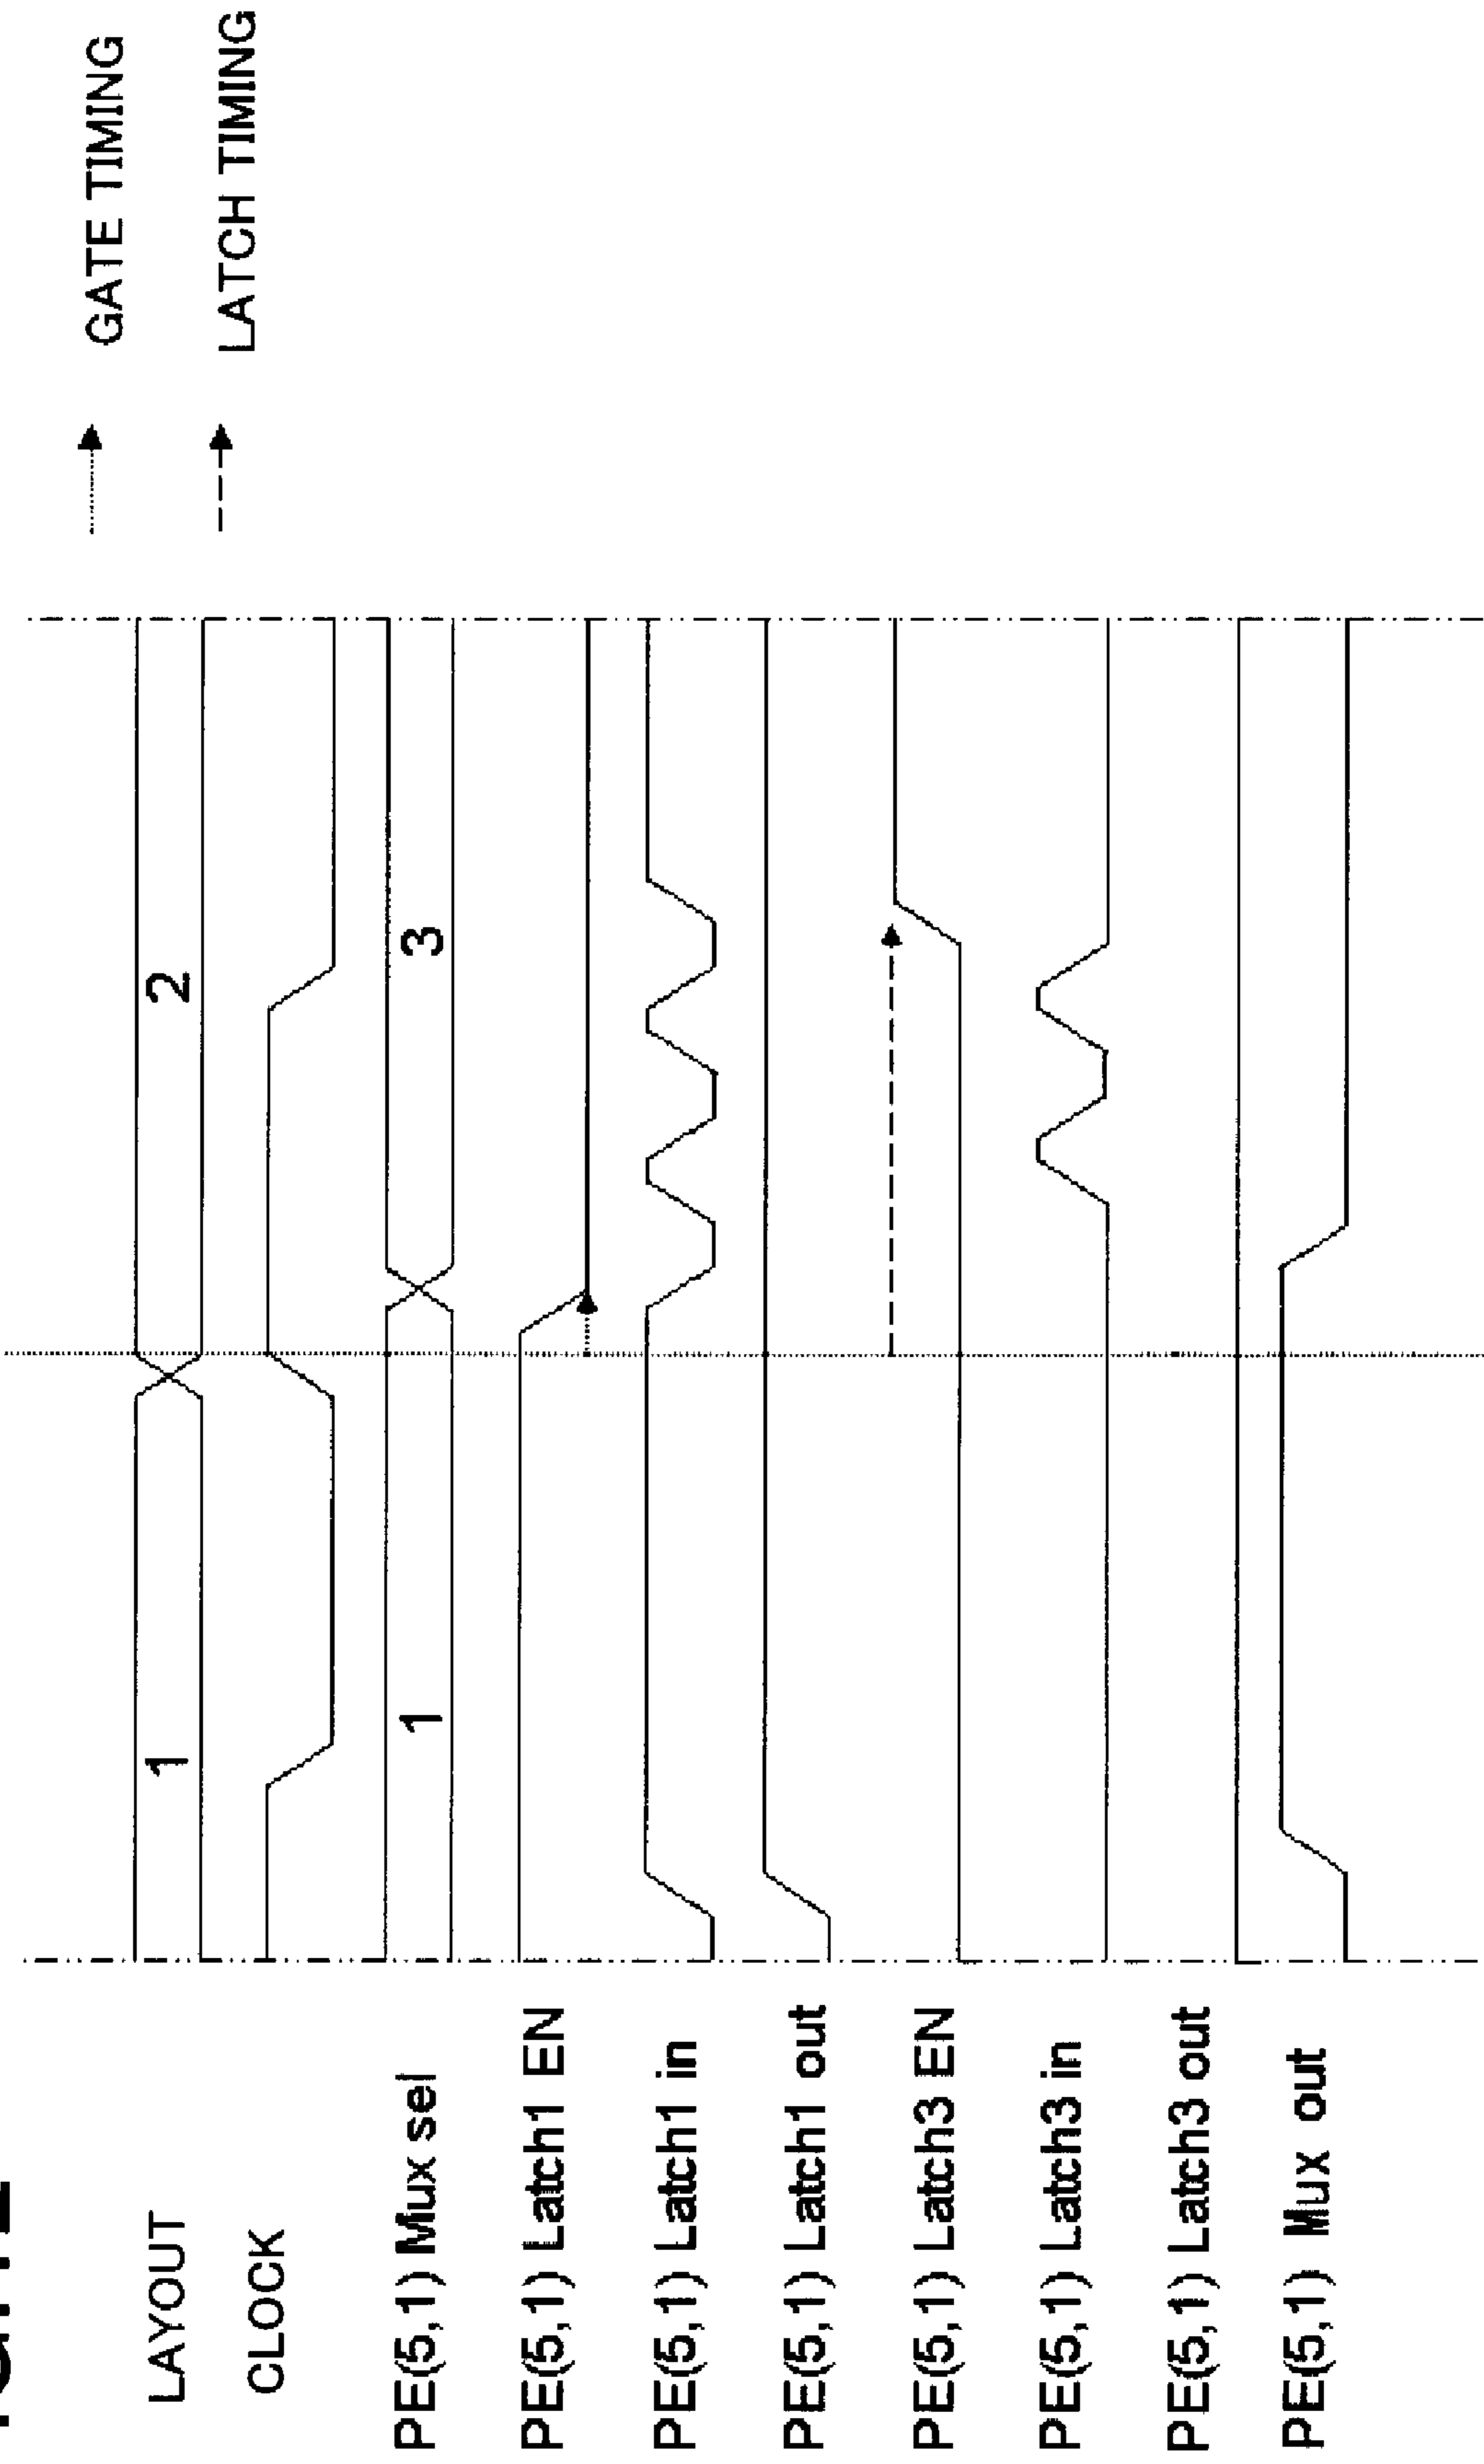 GATE TIMING
LATCH TIMING
LAYOUT 1 2
CLOCK
PE(5,1) Mux sel 1 3
PE(5,1) Latch1 EN
PE(5,1) Latch1 in
PE(5,1) Latch1 out
PE(5,1) Latch3 EN
PE(5,1) Latch3 in
PE(5,1) Latch3 out
PE(5,1) Mux out